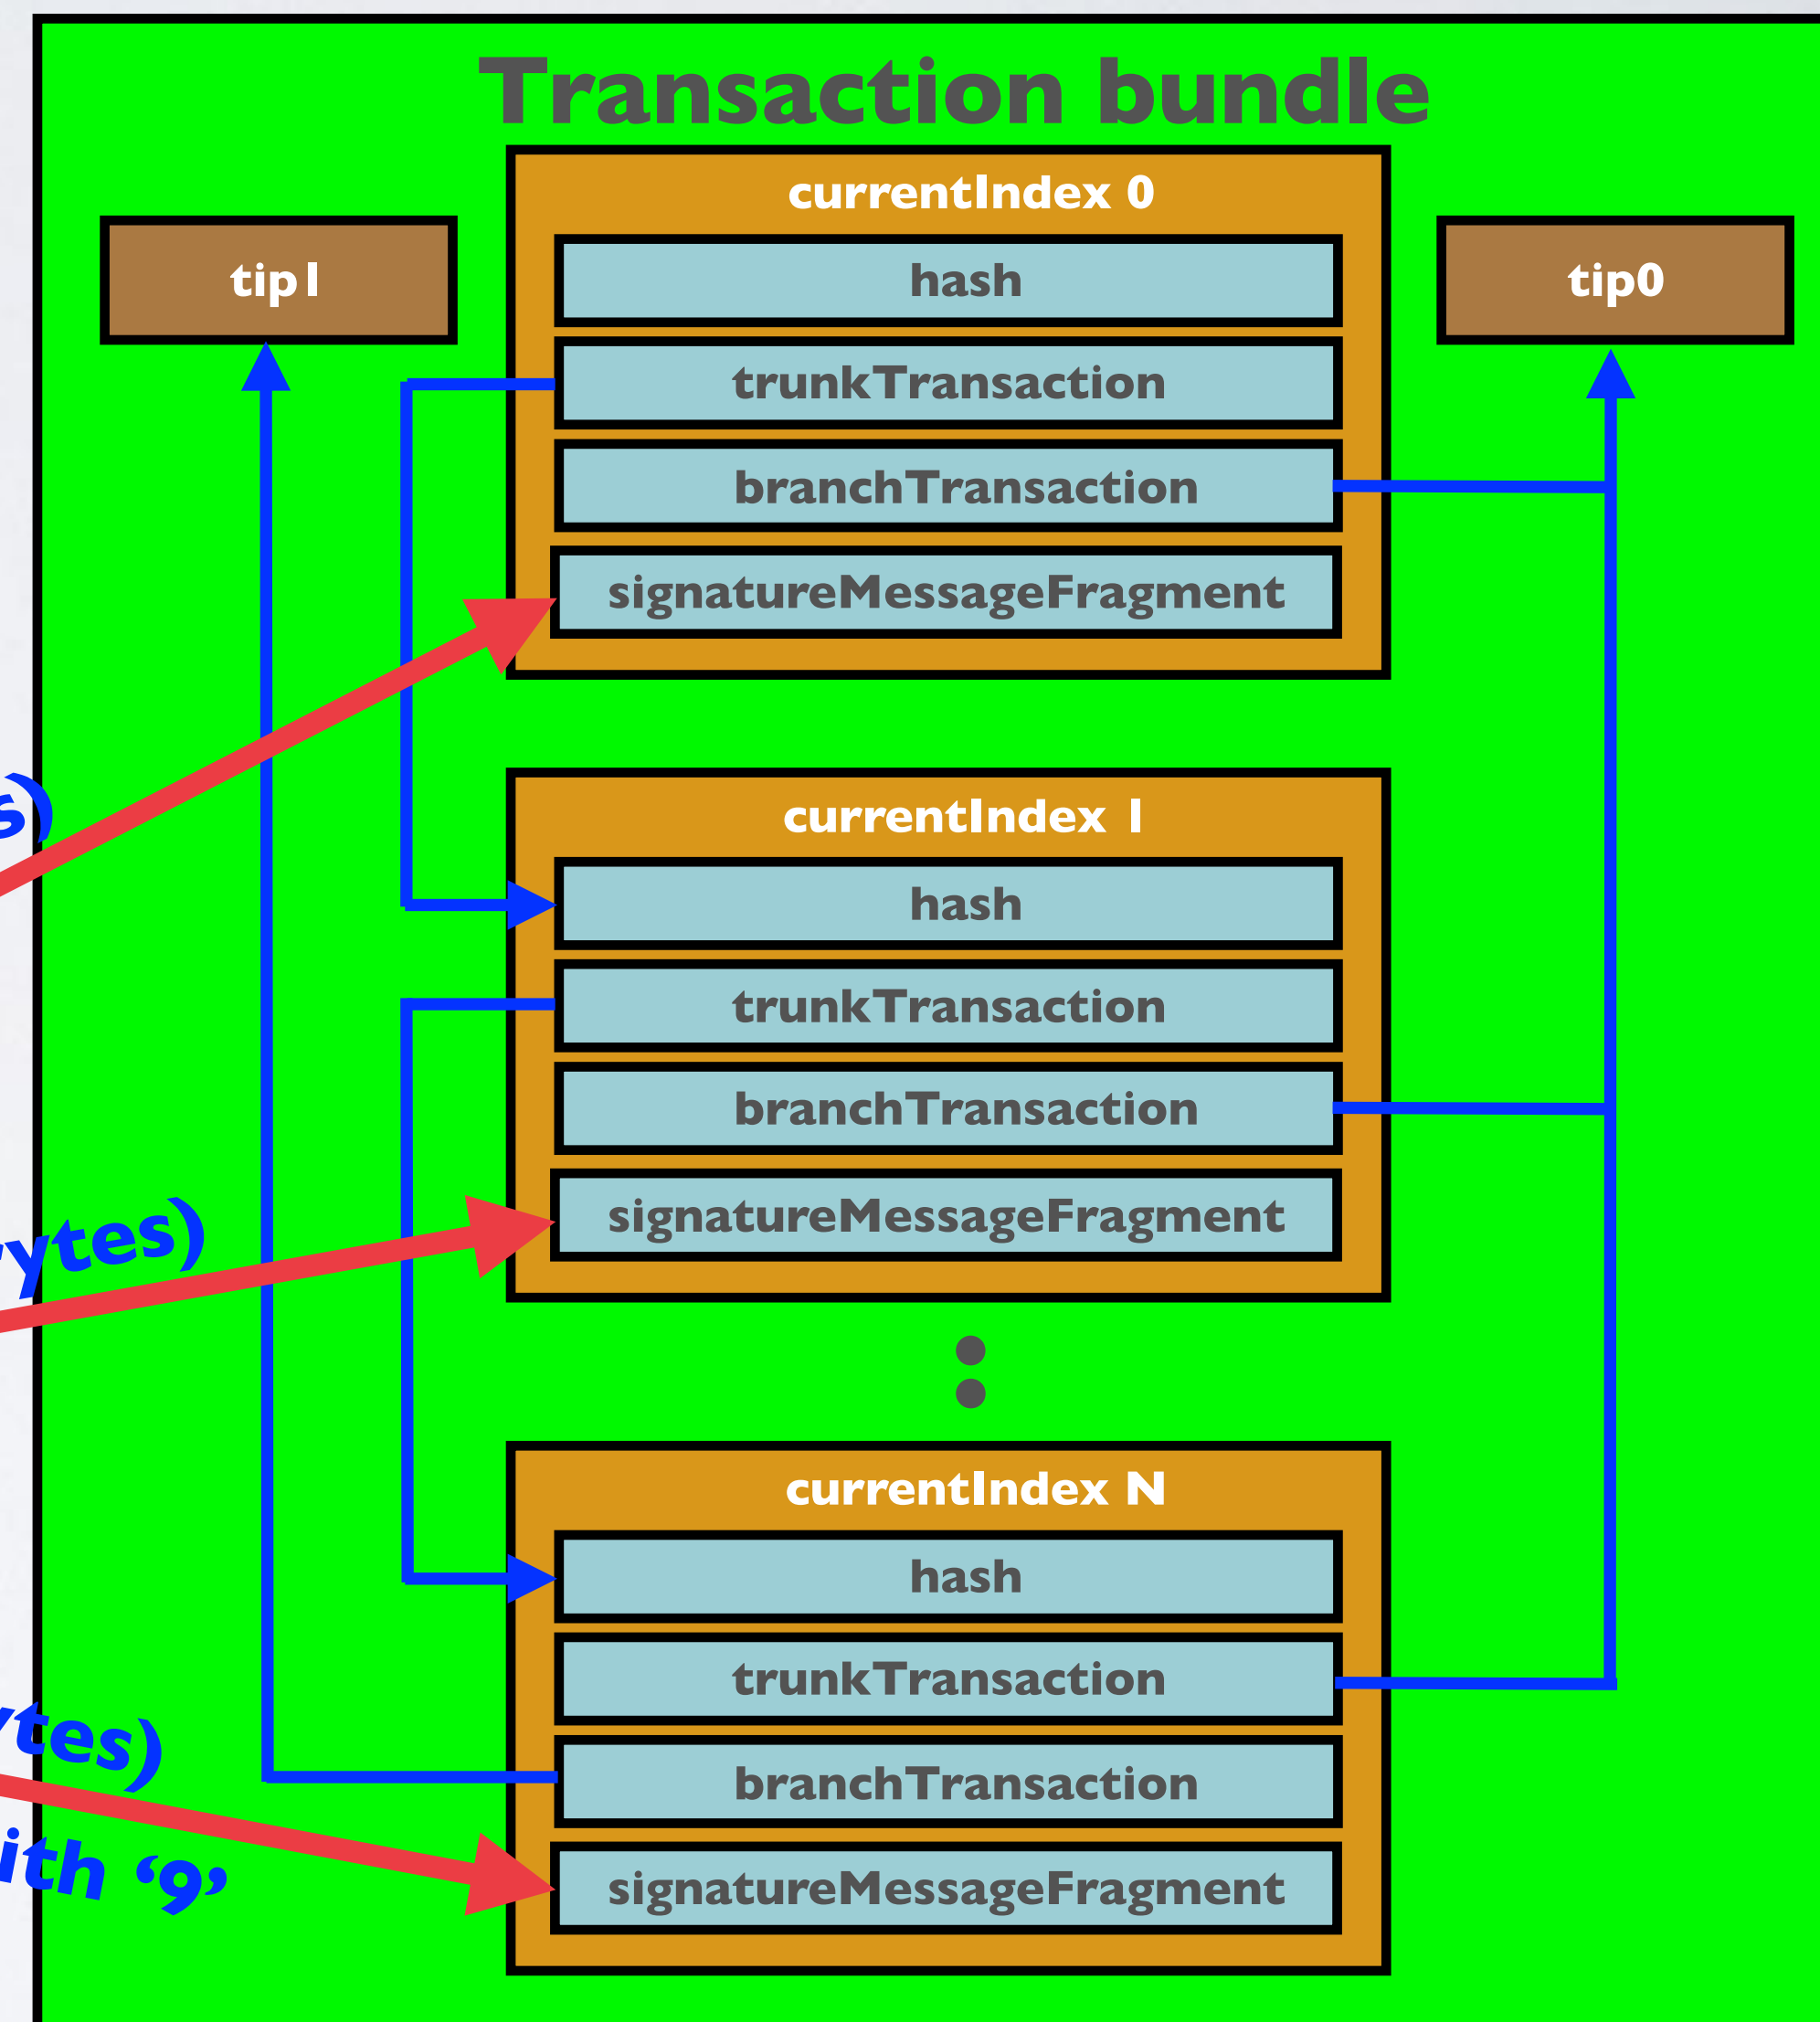 Transaction bundle
currentIndex 0
tip1
hash
tip0
trunkTransaction
branchTransaction
signatureMessageFragment
currentIndex 1
hash
trunkTransaction
branchTransaction
signatureMessageFragment
currentIndex N
hash
trunkTransaction
branchTransaction
signatureMessageFragment
‘9’